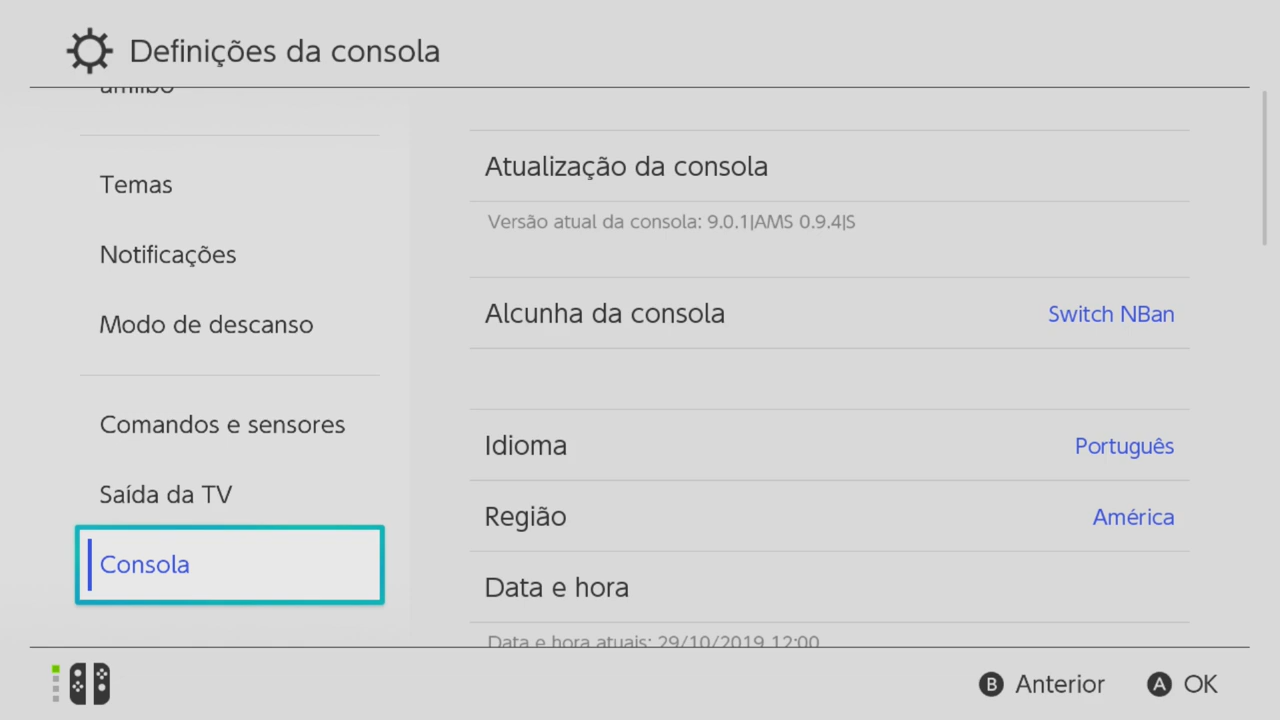 Definições da consola
amiibo
Temas
Notificações
Modo de descanso
Comandos e sensores
Saída da TV
Consola
Atualização da consola
Versão atual da consola: 9.0.1|AMS 0.9.4|S
Alcunha da consola
Switch NBan
Idioma
Português
Região
América
Data e hora
Data e hora atuais: 29/10/2019 12:00
B Anterior
A OK